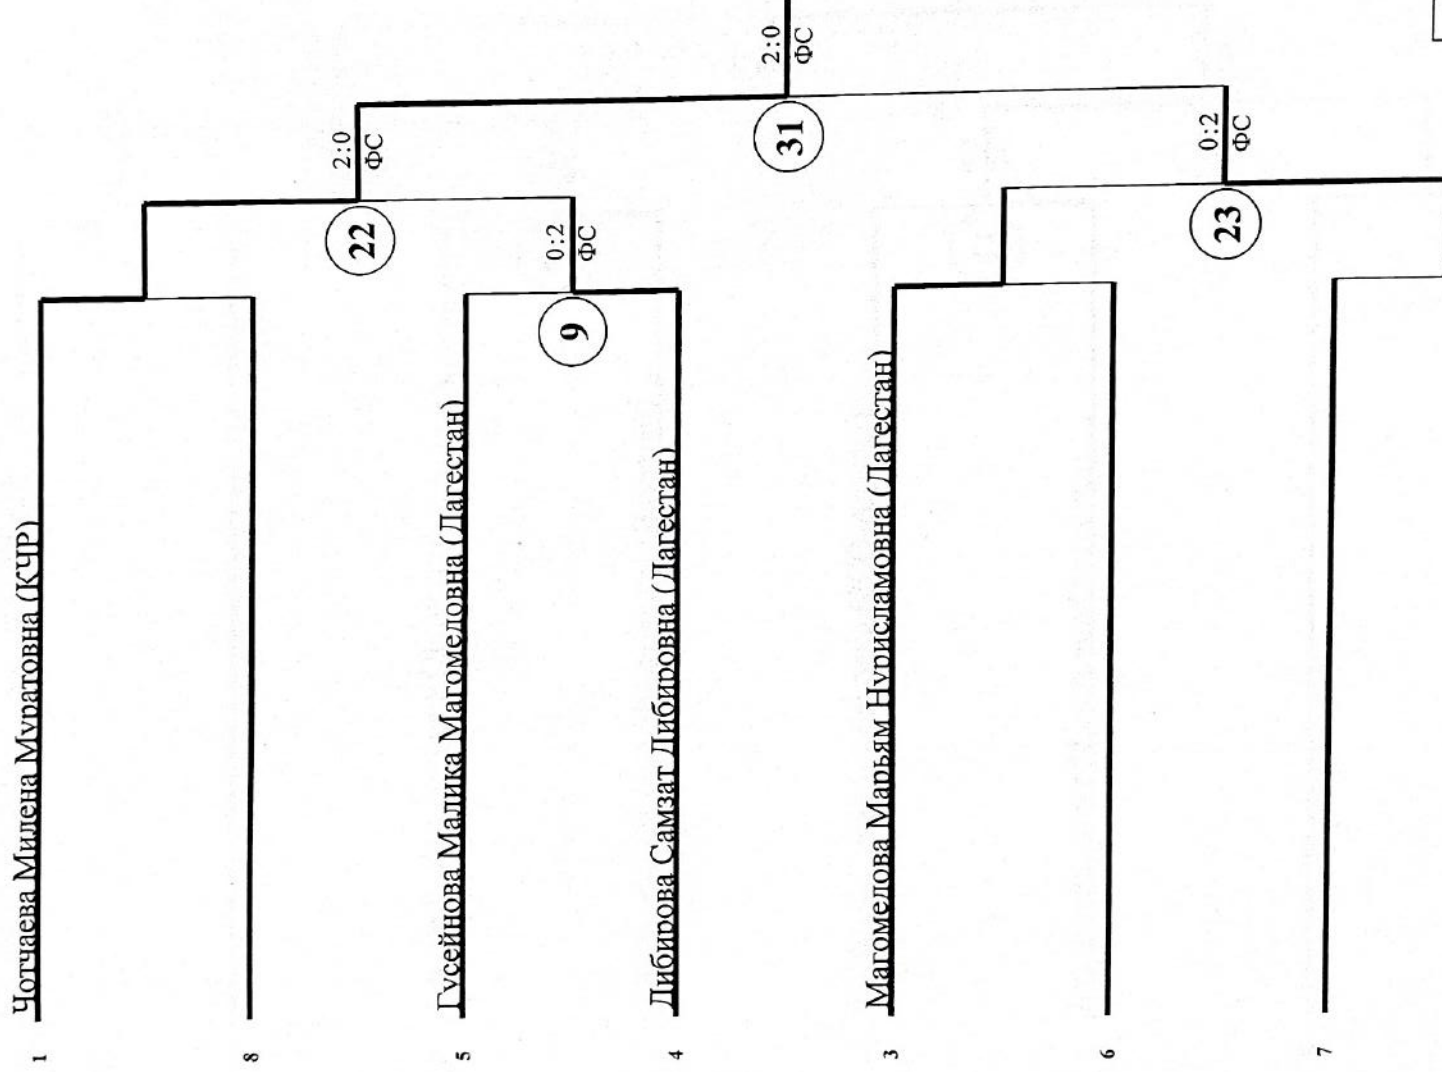 1 Чотчаева Милена Муратовна (КЧР)
8
22
2:0
ФС
5 Гусейнова Малика Магомедовна (Дагестан)
9
0:2
ФС
4 Дибирова Самзат Дибировна (Дагестан)
31
2:0
ФС
3 Магомедова Марьям Нурисламовна (Дагестан)
6
23
0:2
ФС
7